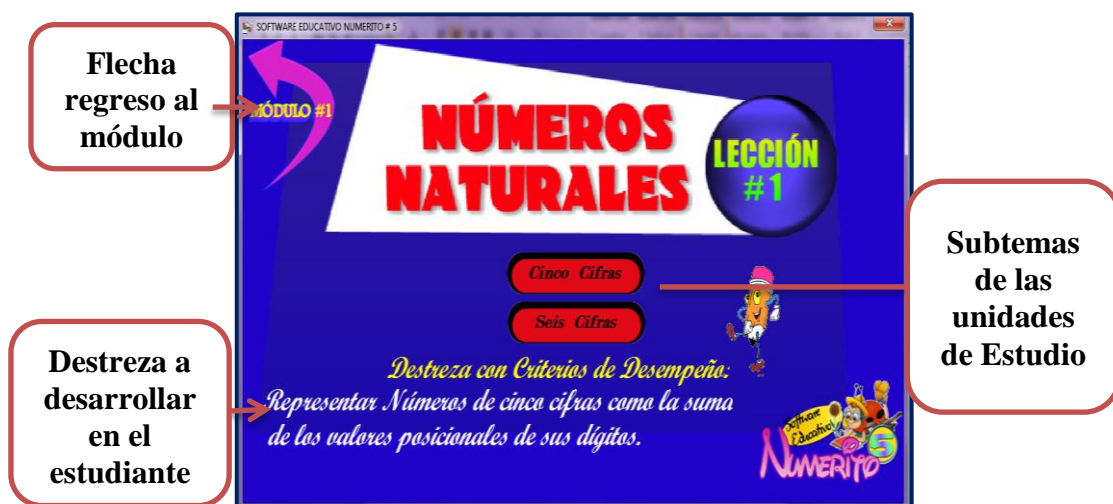 SOFTWARE EDUCATIVO NUMERITO # 5
X
Flecha
regreso al
módulo
MÓDULO #1
NÚMEROS
NATURALES
LECCIÓN
#1
Cinco Cifras
Seis Cifras
Subtemas
de las
unidades
de Estudio
Destreza a
desarrollar
en el
estudiante
Destreza con Criterios de Desempeño:
Representar Números de cinco cifras como la suma
de los valores posicionales de sus dígitos.
Software
Educativo
NUMERITO 5